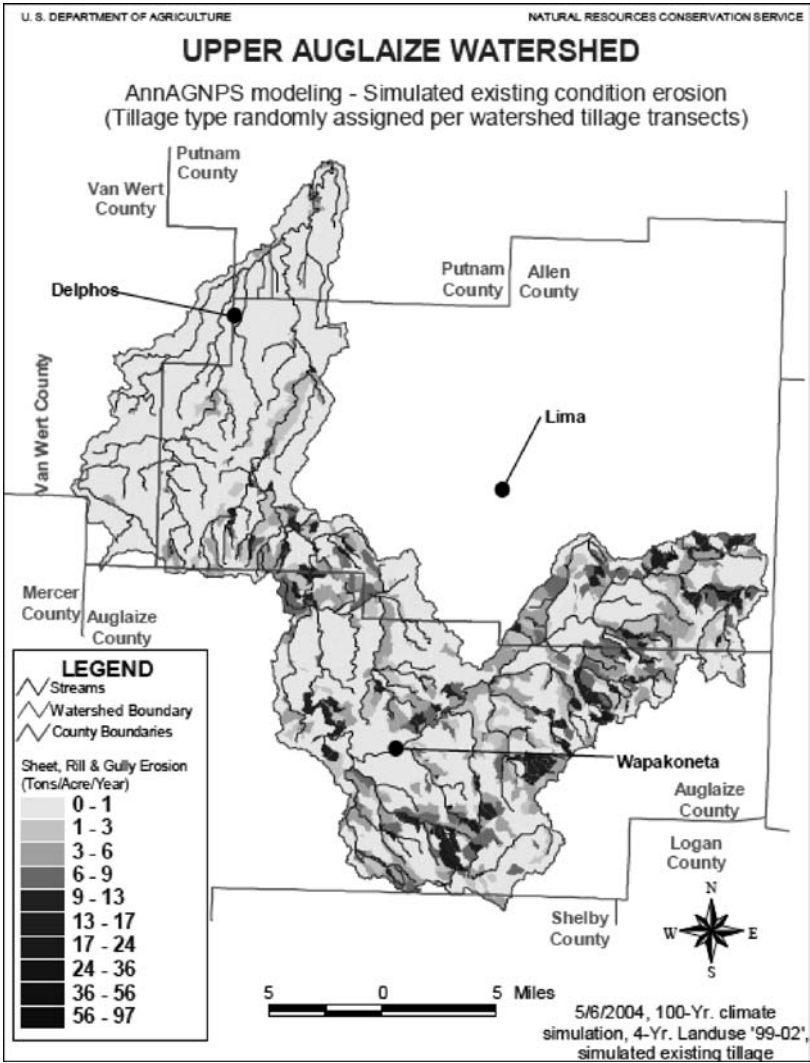 U. S. DEPARTMENT OF AGRICULTURE
NATURAL RESOURCES CONSERVATION SERVICE
UPPER AUGLAIZE WATERSHED
AnnAGNPS modeling - Simulated existing condition erosion
(Tillage type randomly assigned per watershed tillage transects)
Putnam
County
Van Wert
County
Putnam
County
Allen
County
Delphos
Van Wert County
Lima
Mercer
County
Auglaize
County
LEGEND
Streams
Watershed Boundary
County Boundaries
Sheet, Rill & Gully Erosion
(Tons/Acre/Year)
0 - 1
1 - 3
3 - 6
6 - 9
9 - 13
13 - 17
17 - 24
24 - 36
36 - 56
56 - 97
Wapakoneta
Auglaize
County
Logan
County
Shelby
County
N
W
E
S
5 0 5 Miles
5/6/2004, 100-Yr. climate
simulation, 4-Yr. Landuse '99-02',
simulated existing tillage